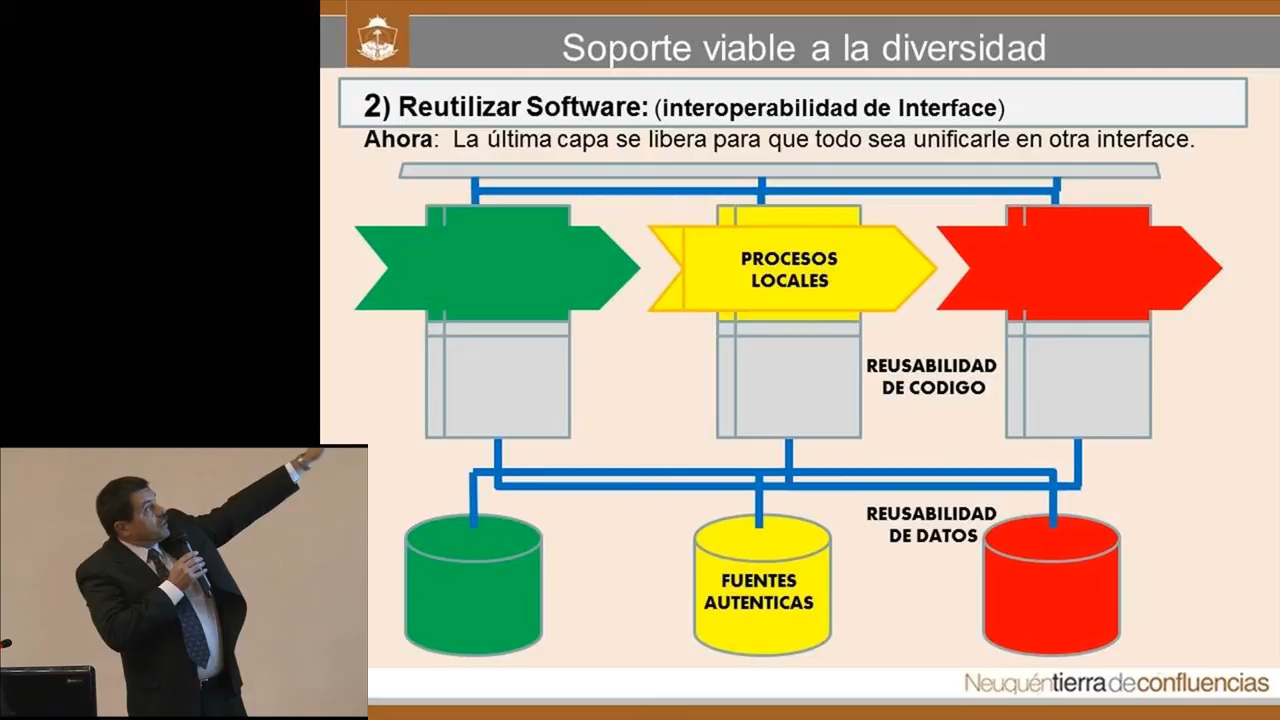 Soporte viable a la diversidad
2) Reutilizar Software: (interoperabilidad de Interface)
Ahora: La última capa se libera para que todo sea unificarle en otra interface.
PROCESOS
LOCALES
REUSABILIDAD
DE CODIGO
REUSABILIDAD
DE DATOS
FUENTES
AUTENTICAS
Neuquéntierradeconfluencias